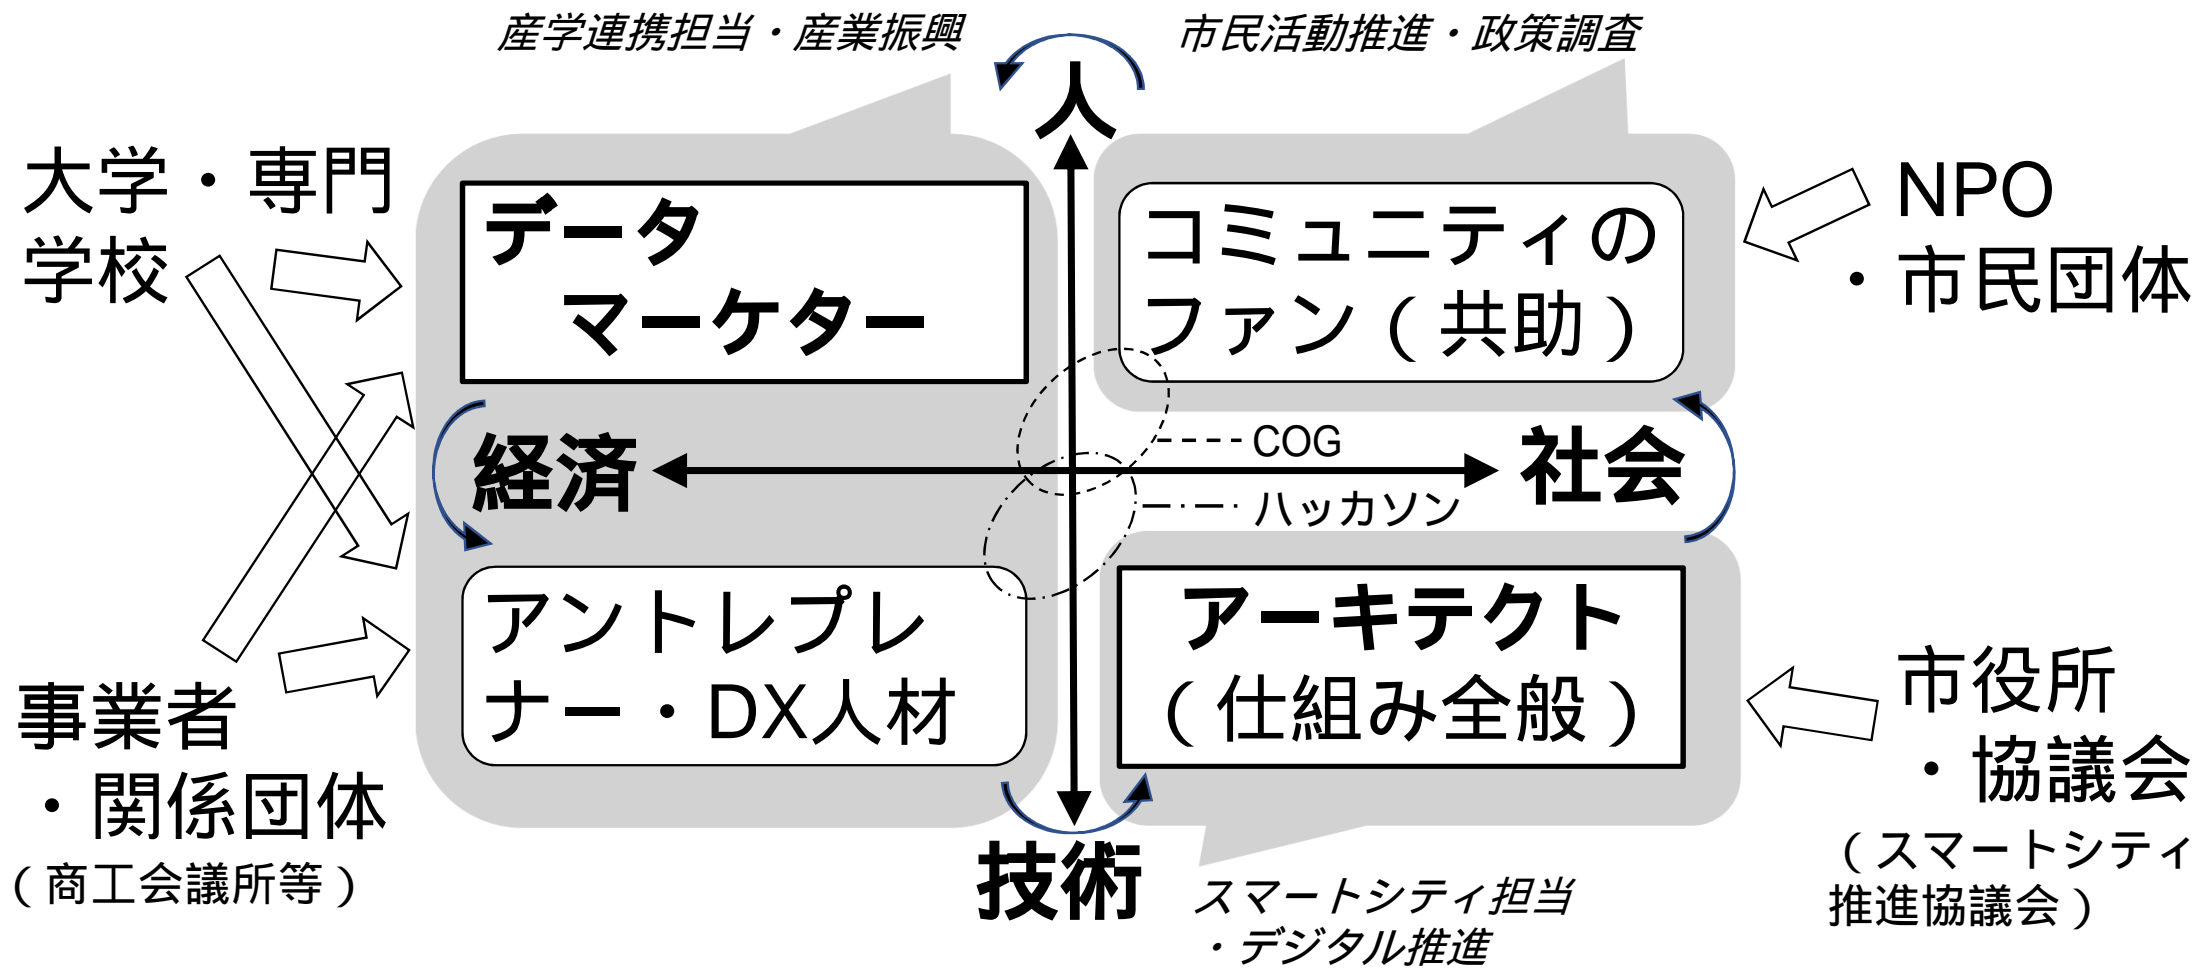 産学連携担当・産業振興
市民活動推進・政策調査
人
大学・専門
学校
データ
マーケター
コミュニティの
ファン（共助）
NPO
・市民団体
経済
COG
社会
ハッカソン
アントレプレ
ナー・DX人材
アーキテクト
（仕組み全般）
事業者
・関係団体
（商工会議所等）
市役所
・協議会
（スマートシティ
推進協議会）
技術
スマートシティ担当
・デジタル推進